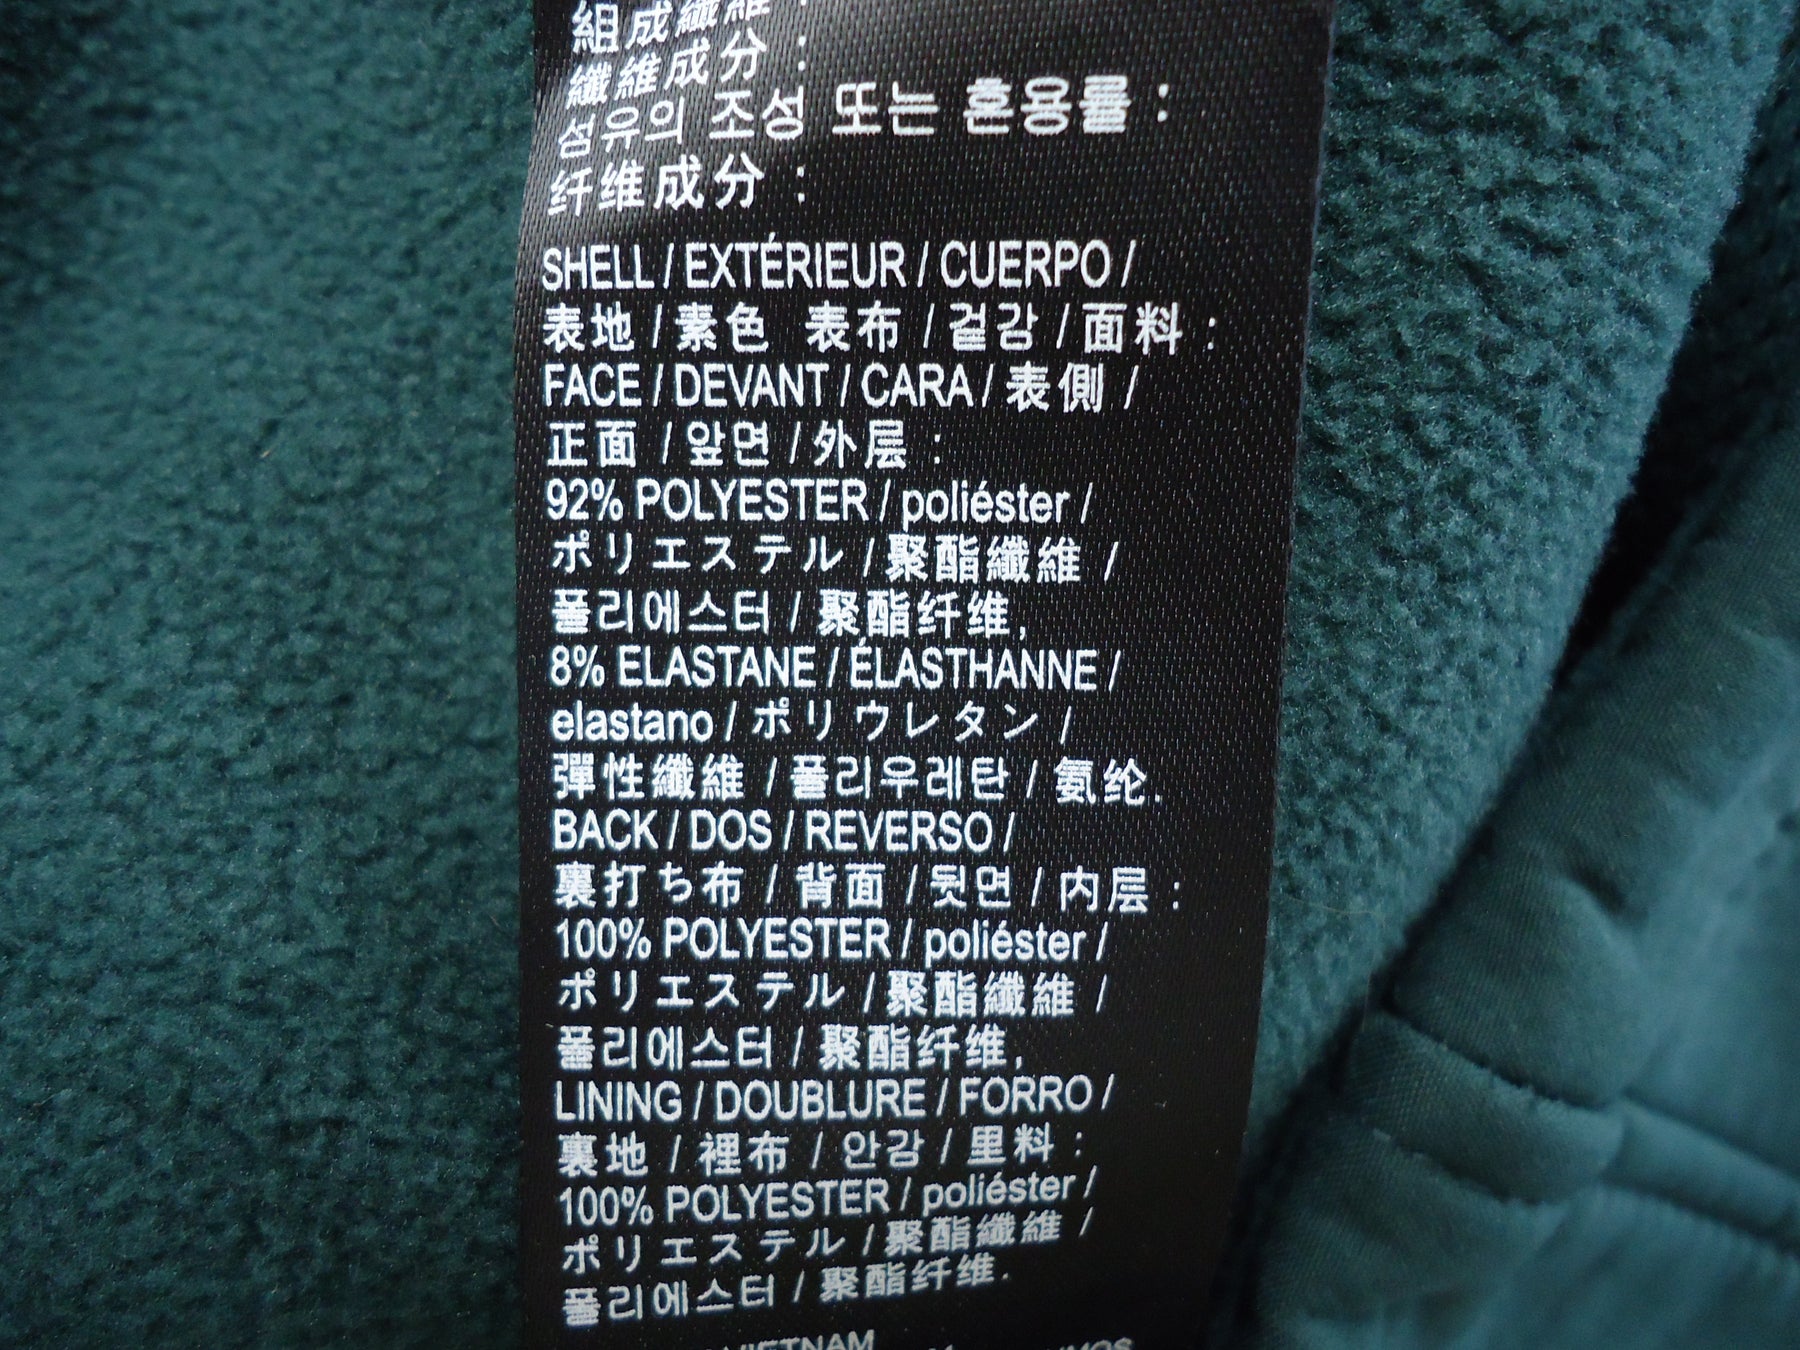 組成纖維 :
纖維成分 :
섬유의 조성 또는 혼용률 :
纤维成分 :
SHELL / EXTÉRIEUR / CUERPO /
表地 / 素色 表布 / 겉감 / 面料 :
FACE / DEVANT / CARA / 表側 /
正面 / 앞면 / 外层 :
92% POLYESTER / poliéster /
ポリエステル / 聚酯纖維 /
폴리에스터 / 聚酯纤维,
8% ELASTANE / ÉLASTHANNE /
elastano / ポリウレタン /
彈性纖維 / 폴리우레탄 / 氨纶.
BACK / DOS / REVERSO /
裏打ち布 / 背面 / 뒷면 / 内层 :
100% POLYESTER / poliéster /
ポリエステル / 聚酯纖維 /
폴리에스터 / 聚酯纤维.
LINING / DOUBLURE / FORRO /
裏地 / 裡布 / 안감 / 里料 :
100% POLYESTER / poliéster /
ポリエステル / 聚酯纖維 /
폴리에스터 / 聚酯纤维.
VIETNAM